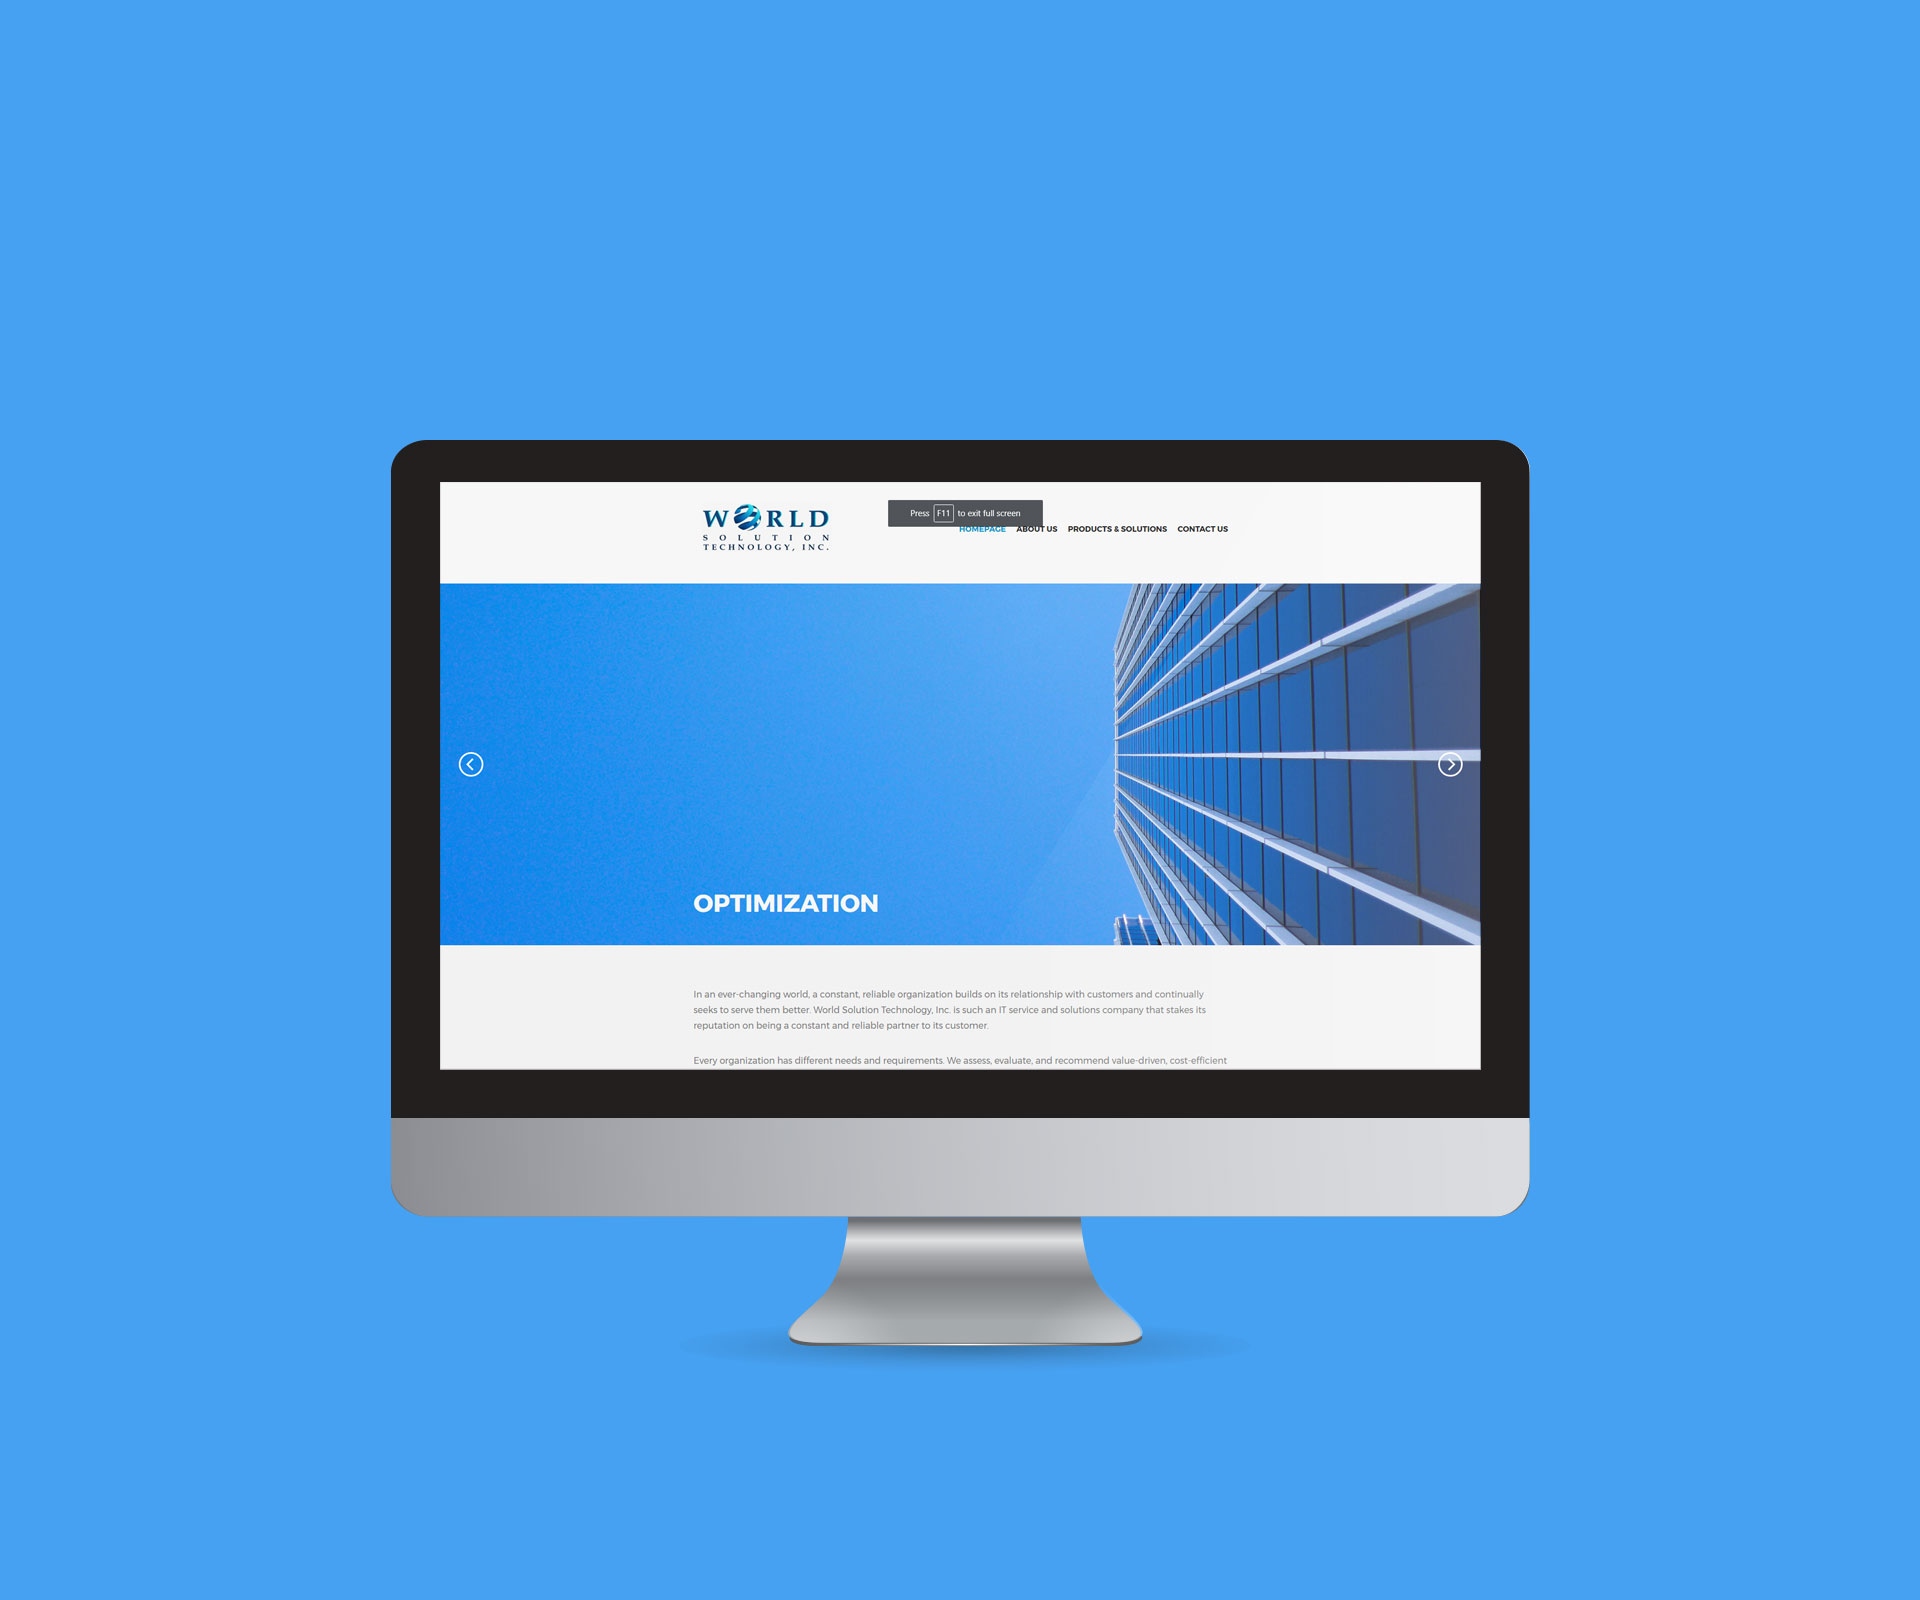 WORLD
SOLUTION
TECHNOLOGY, INC.
Press F11 to exit full screen
HOMEPAGE ABOUT US PRODUCTS & SOLUTIONS CONTACT US
OPTIMIZATION
In an ever-changing world, a constant, reliable organization builds on its relationship with customers and continually
seeks to serve them better. World Solution Technology, Inc. is such an IT service and solutions company that stakes its
reputation on being a constant and reliable partner to its customer.
Every organization has different needs and requirements. We assess, evaluate, and recommend value-driven, cost-efficient